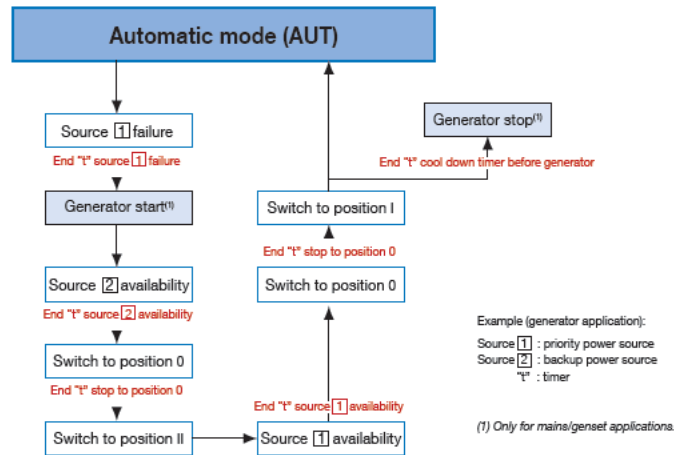 Automatic mode (AUT)
Source 1 failure
End "t" source 1 failure
Generator start(1)
Source 2 availability
End "t" source 2 availability
Switch to position 0
End "t" stop to position 0
Switch to position II
Source 1 availability
End "t" source 1 availability
Switch to position 0
End "t" stop to position 0
Switch to position I
Generator stop(1)
End "t" cool down timer before generator
Example (generator application):
Source 1 : priority power source
Source 2 : backup power source
"t" : timer
(1) Only for mains/genset applications.